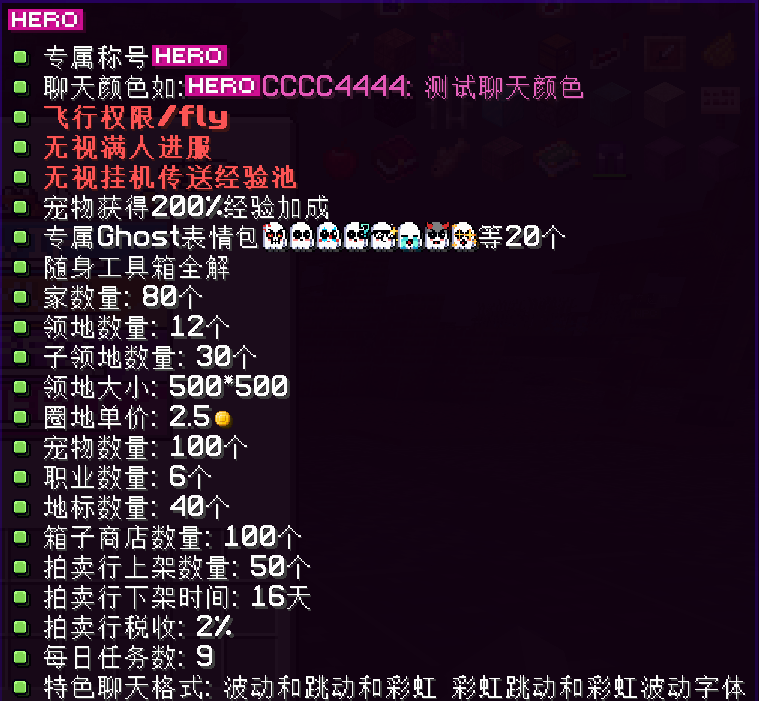 HERO
专属称号HERO
聊天颜色如:HERO CCCC4444: 测试聊天颜色
飞行权限/fly
无视满人进服
无视挂机传送经验池
宠物获得200%经验加成
专属Ghost表情包等20个
随身工具箱全解
家数量: 80个
领地数量: 12个
子领地数量: 30个
领地大小: 500*500
圈地单价: 2.5
宠物数量: 100个
职业数量: 6个
地标数量: 40个
箱子商店数量: 100个
拍卖行上架数量: 50个
拍卖行下架时间: 16天
拍卖行税收: 2%
每日任务数: 9
特色聊天格式: 波动和跳动和彩虹 彩虹跳动和彩虹波动字体